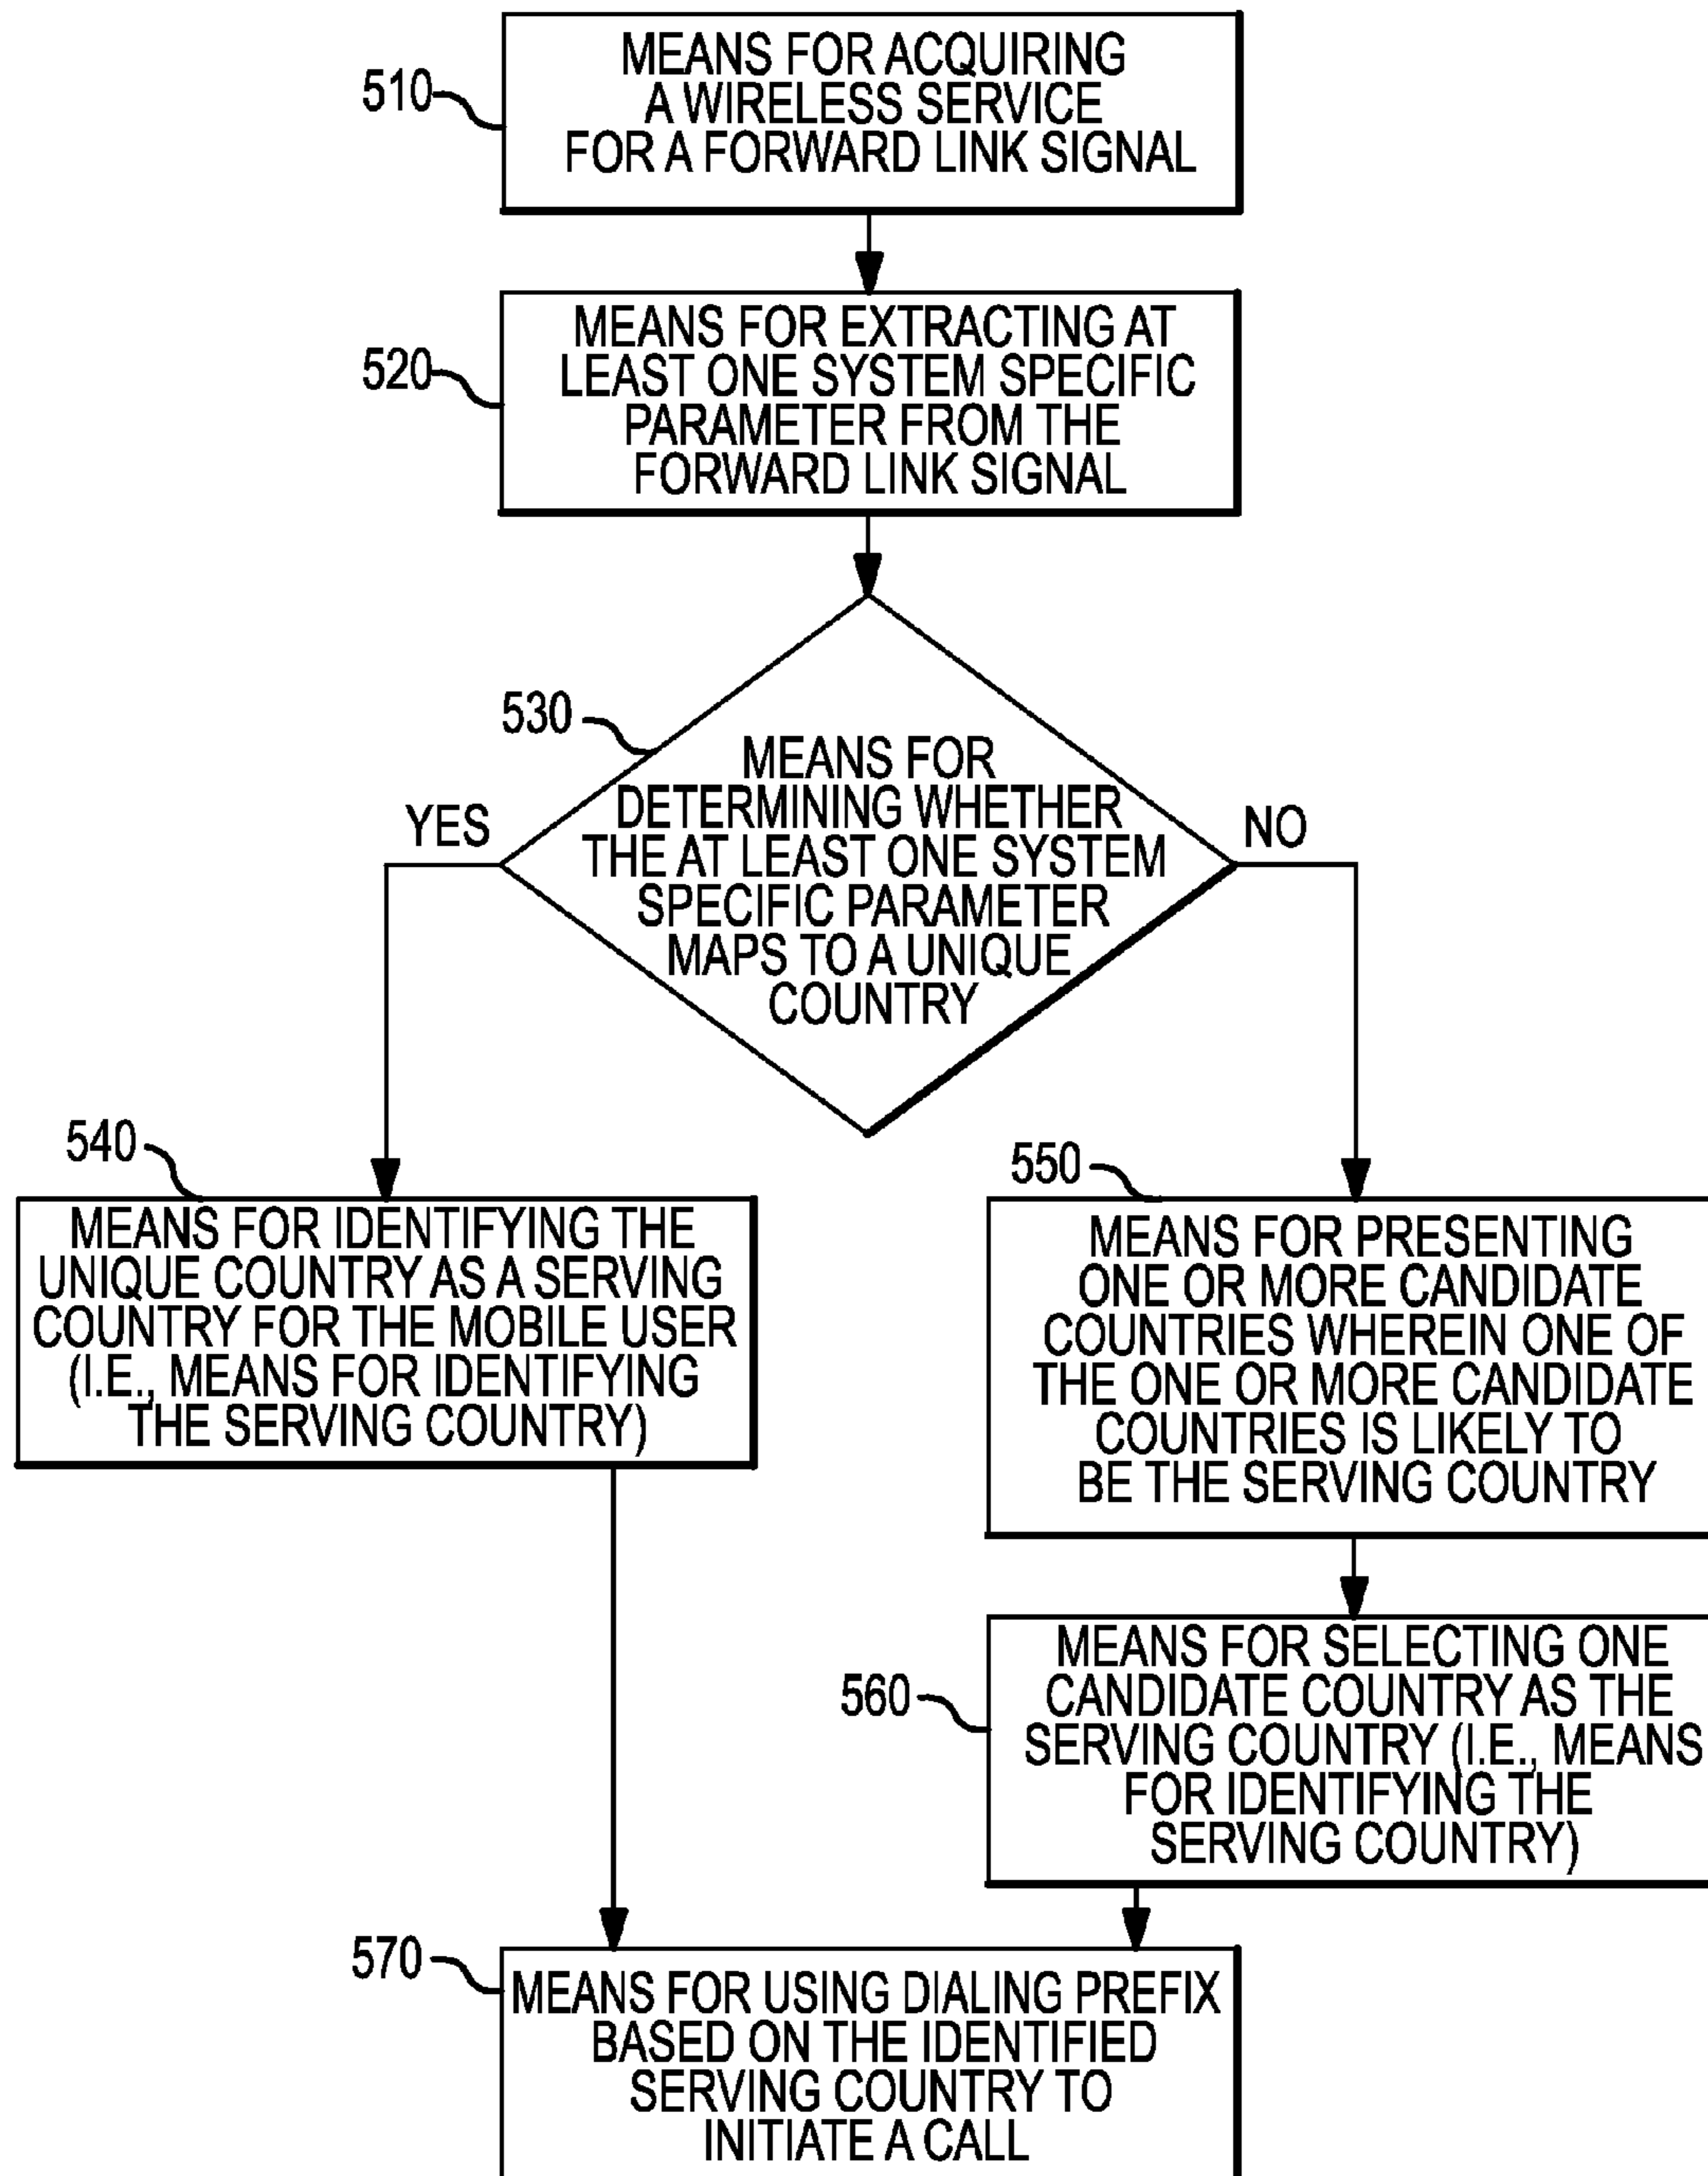 510
MEANS FOR ACQUIRING
A WIRELESS SERVICE
FOR A FORWARD LINK SIGNAL
520
MEANS FOR EXTRACTING AT
LEAST ONE SYSTEM SPECIFIC
PARAMETER FROM THE
FORWARD LINK SIGNAL
530
MEANS FOR
DETERMINING WHETHER
THE AT LEAST ONE SYSTEM
SPECIFIC PARAMETER
MAPS TO A UNIQUE
COUNTRY
YES
NO
540
MEANS FOR IDENTIFYING THE
UNIQUE COUNTRY AS A SERVING
COUNTRY FOR THE MOBILE USER
(I.E., MEANS FOR IDENTIFYING
THE SERVING COUNTRY)
550
MEANS FOR PRESENTING
ONE OR MORE CANDIDATE
COUNTRIES WHEREIN ONE OF
THE ONE OR MORE CANDIDATE
COUNTRIES IS LIKELY TO
BE THE SERVING COUNTRY
560
MEANS FOR SELECTING ONE
CANDIDATE COUNTRY AS THE
SERVING COUNTRY (I.E., MEANS
FOR IDENTIFYING THE
SERVING COUNTRY)
570
MEANS FOR USING DIALING PREFIX
BASED ON THE IDENTIFIED
SERVING COUNTRY TO
INITIATE A CALL